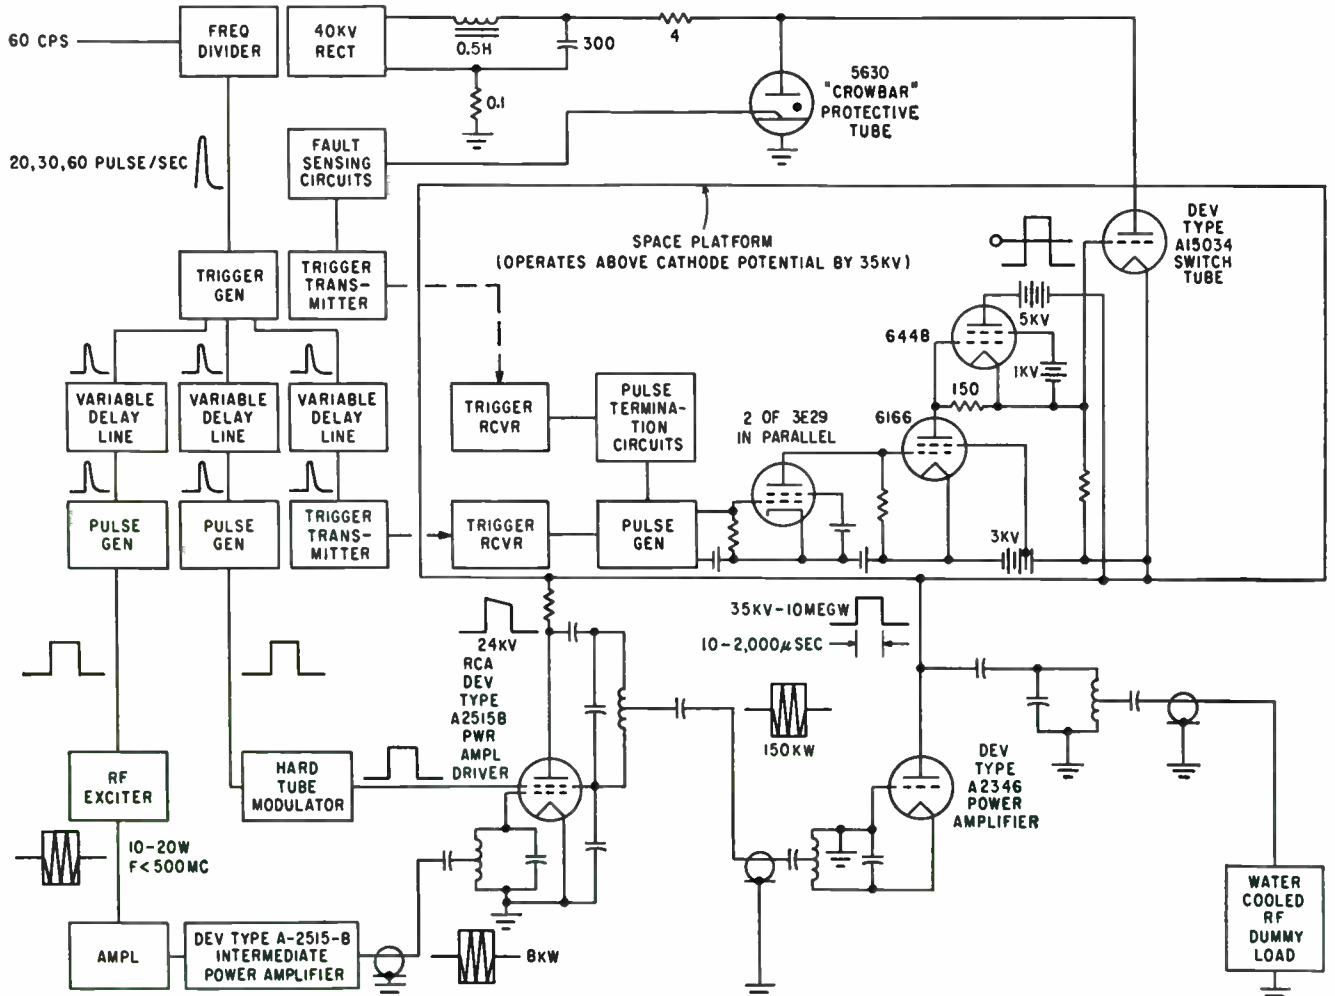 60 CPS
FREQ
DIVIDER
40KV
RECT
0.5H
300
4
0.1
5630
"CROWBAR"
PROTECTIVE
TUBE
20,30,60 PULSE/SEC
FAULT
SENSING
CIRCUITS
SPACE PLATFORM
(OPERATES ABOVE CATHODE POTENTIAL BY 35KV)
DEV
TYPE
A15034
SWITCH
TUBE
TRIGGER
GEN
TRIGGER
TRANS-
MITTER
5KV
6448
1KV
150
6166
VARIABLE
DELAY
LINE
VARIABLE
DELAY
LINE
VARIABLE
DELAY
LINE
TRIGGER
RCVR
PULSE
TERMINA-
TION
CIRCUITS
2 OF 3E29
IN PARALLEL
PULSE
GEN
PULSE
GEN
TRIGGER
TRANS-
MITTER
TRIGGER
RCVR
PULSE
GEN
3KV
24KV
RCA
DEV
TYPE
A2515B
PWR
AMPL
DRIVER
35KV-10MEGW
10-2,000μSEC
150KW
RF
EXCITER
HARD
TUBE
MODULATOR
DEV
TYPE
A2346
POWER
AMPLIFIER
10-20W
F<500MC
AMPL
DEV TYPE A-2515-B
INTERMEDIATE
POWER AMPLIFIER
8KW
WATER
COOLED
RF
DUMMY
LOAD